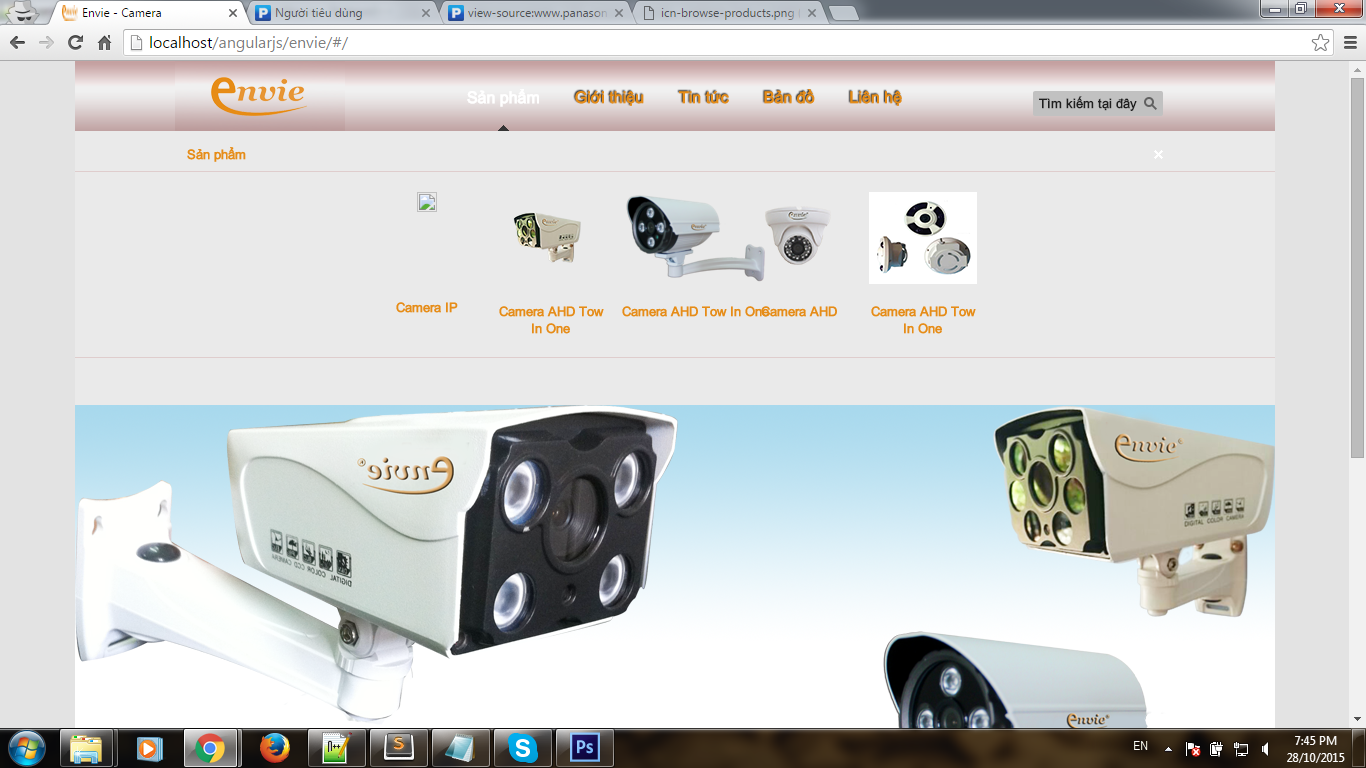 Envie - Camera
Người tiêu dùng
view-source:www.panason
icn-browse-products.png (
localhost/angularjs/envie/#/
envie
Sản phẩm
Giới thiệu
Tin tức
Bản đồ
Liên hệ
Tìm kiếm tại đây
Sản phẩm
×
Camera IP
Camera AHD Tow
In One
Camera AHD Tow In One
Camera AHD
Camera AHD Tow
In One
envie®
DIGITAL COLOR CCD CAMERA
envie®
DIGITAL COLOR CAMERA
envie®
EN
7:45 PM
28/10/2015